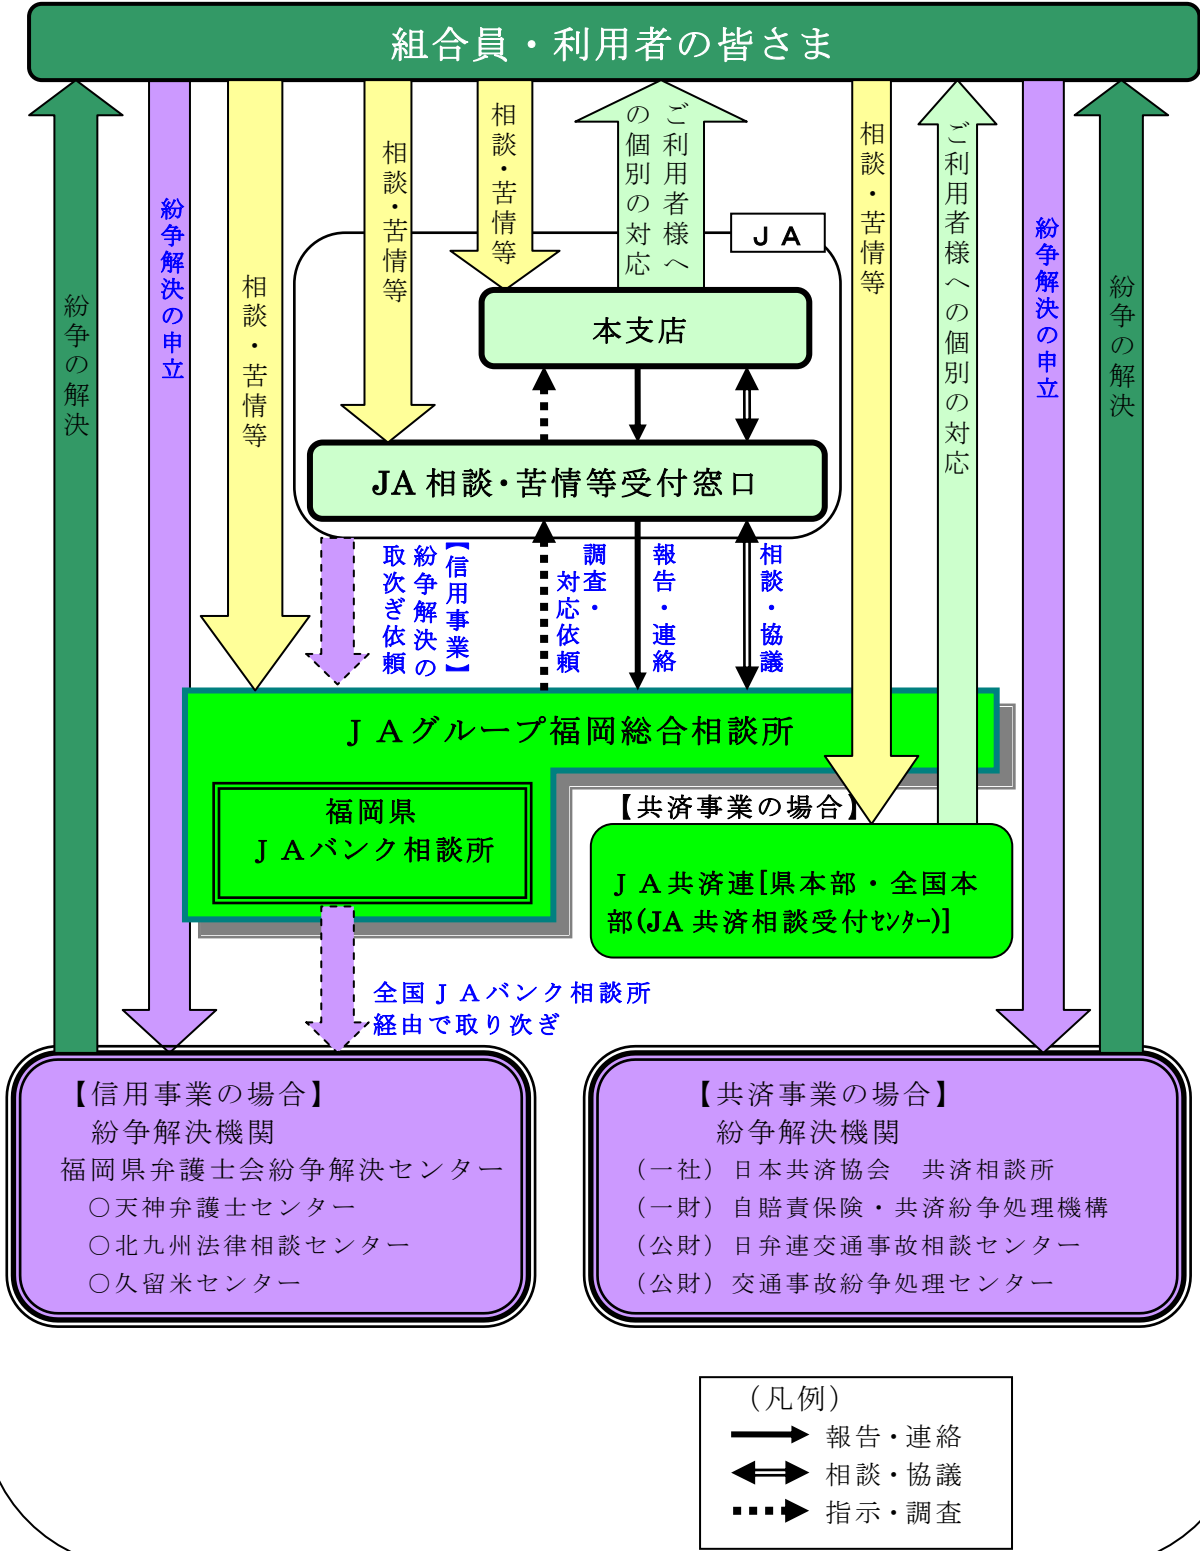 組合員・利用者の皆さま
紛争の解決
紛争解決の申立
相談・苦情等
相談・苦情等
相談・苦情等
ご利用者様へ
の個別の対応
相談・苦情等
ご利用者様への個別の対応
紛争解決の申立
紛争の解決
ＪＡ
本支店
JA 相談・苦情等受付窓口
【信用事業】
紛争解決の
取次ぎ依頼
調査・
対応依頼
報告・連絡
相談・協議
ＪＡグループ福岡総合相談所
福岡県
ＪＡバンク相談所
【共済事業の場合】
ＪＡ共済連[県本部・全国本
部(JA 共済相談受付ｾﾝﾀｰ)]
全国ＪＡバンク相談所
経由で取り次ぎ
【信用事業の場合】
紛争解決機関
福岡県弁護士会紛争解決センター
○天神弁護士センター
○北九州法律相談センター
○久留米センター
【共済事業の場合】
紛争解決機関
（一社）日本共済協会　共済相談所
（一財）自賠責保険・共済紛争処理機構
（公財）日弁連交通事故相談センター
（公財）交通事故紛争処理センター
（凡例）
報告・連絡
相談・協議
指示・調査